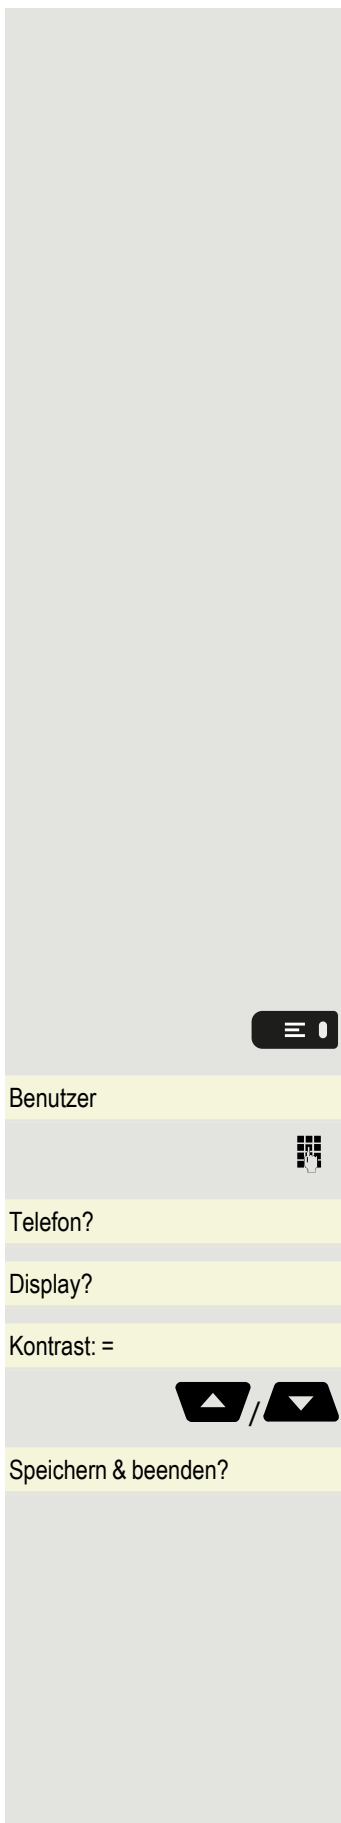 Benutzer
Telefon?
Display?
Kontrast: =
/
Speichern & beenden?